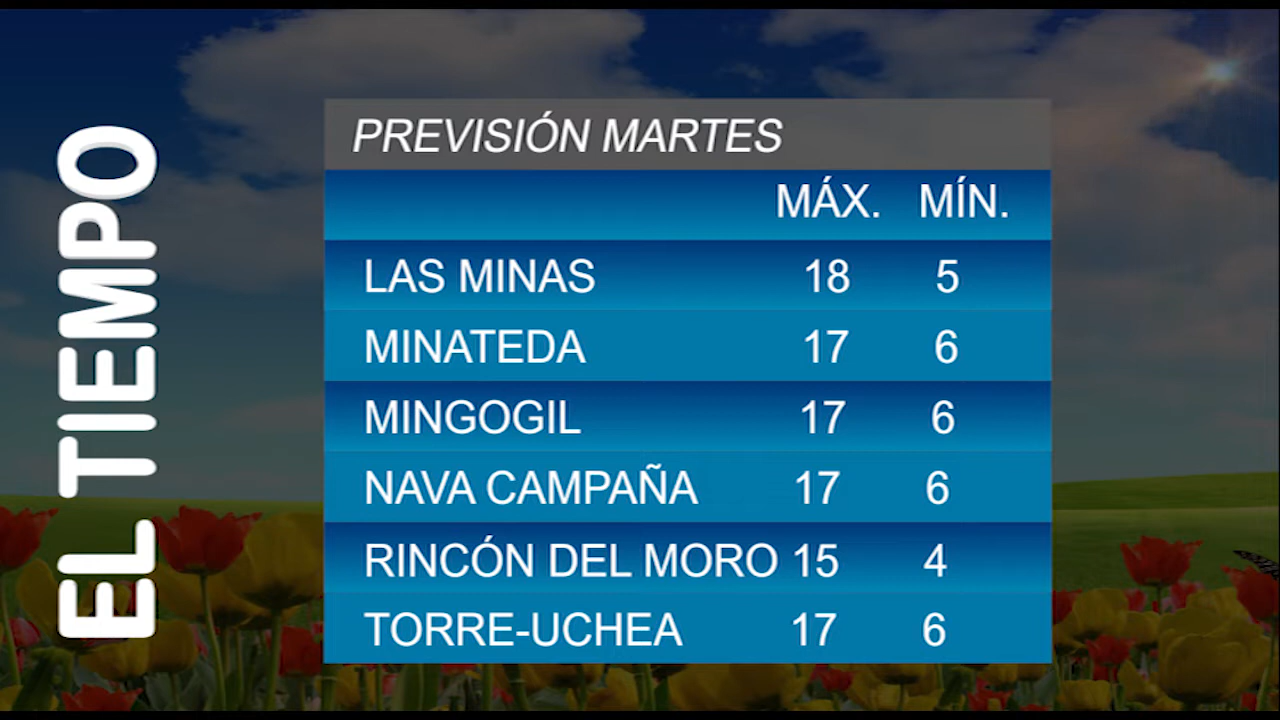 EL TIEMPO
PREVISIÓN MARTES
MÁX. MÍN.
LAS MINAS 18 5
MINATEDA 17 6
MINGOGIL 17 6
NAVA CAMPAÑA 17 6
RINCÓN DEL MORO 15 4
TORRE-UCHEA 17 6